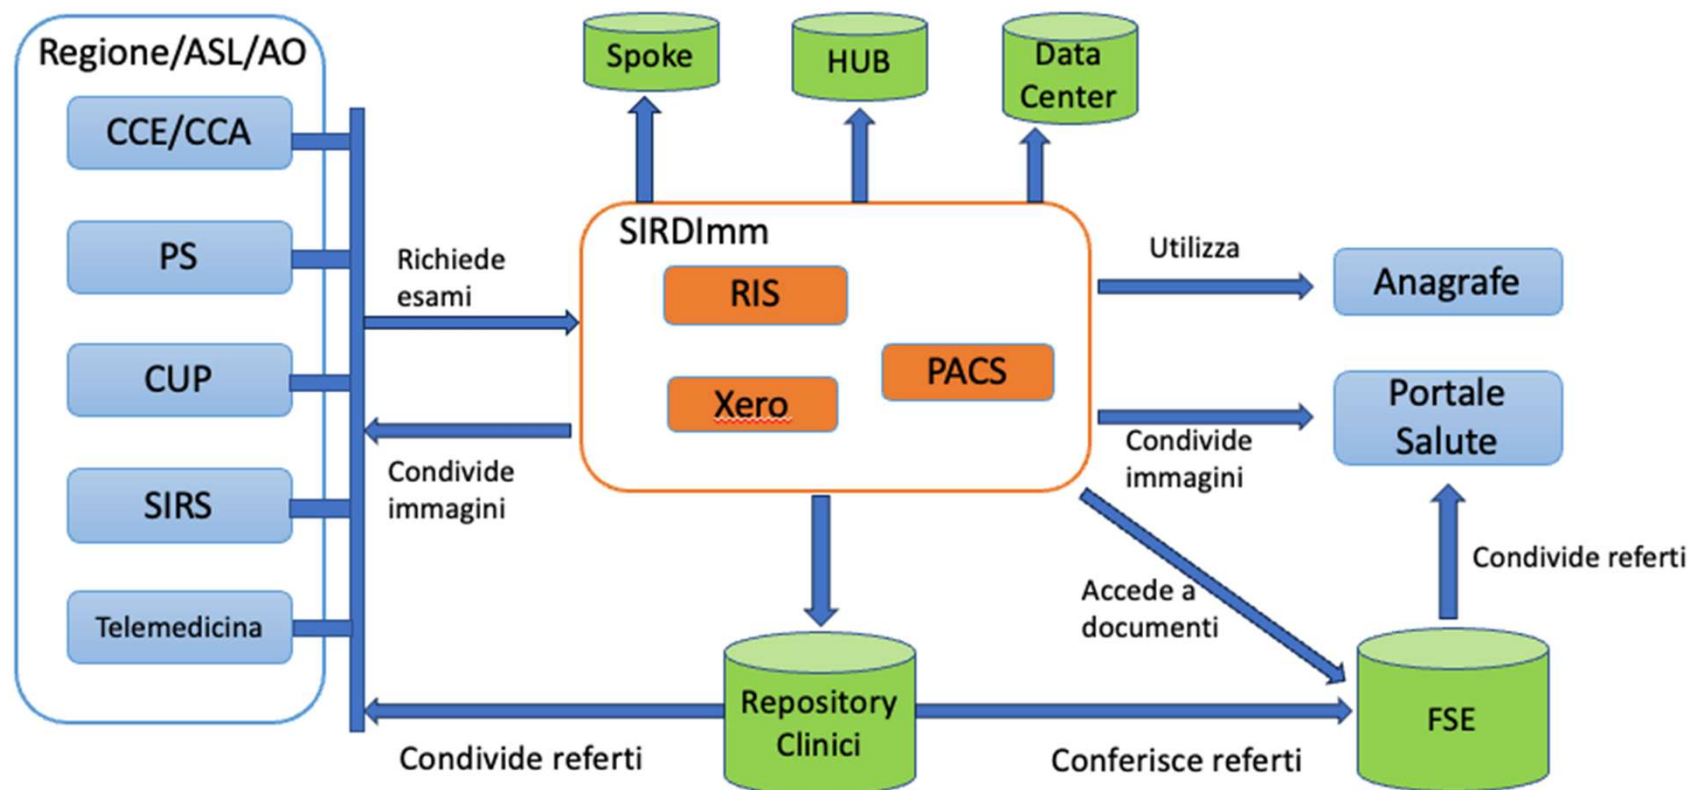 Regione/ASL/AO
CCE/CCA
PS
CUP
SIRS
Telemedicina
Richiede
esami
Condivide
immagini
Spoke
HUB
Data
Center
SIRDImm
RIS
Xero
PACS
Utilizza
Anagrafe
Condivide
immagini
Portale
Salute
Accede a
documenti
Condivide referti
Repository
Clinici
FSE
Condivide referti
Conferisce referti